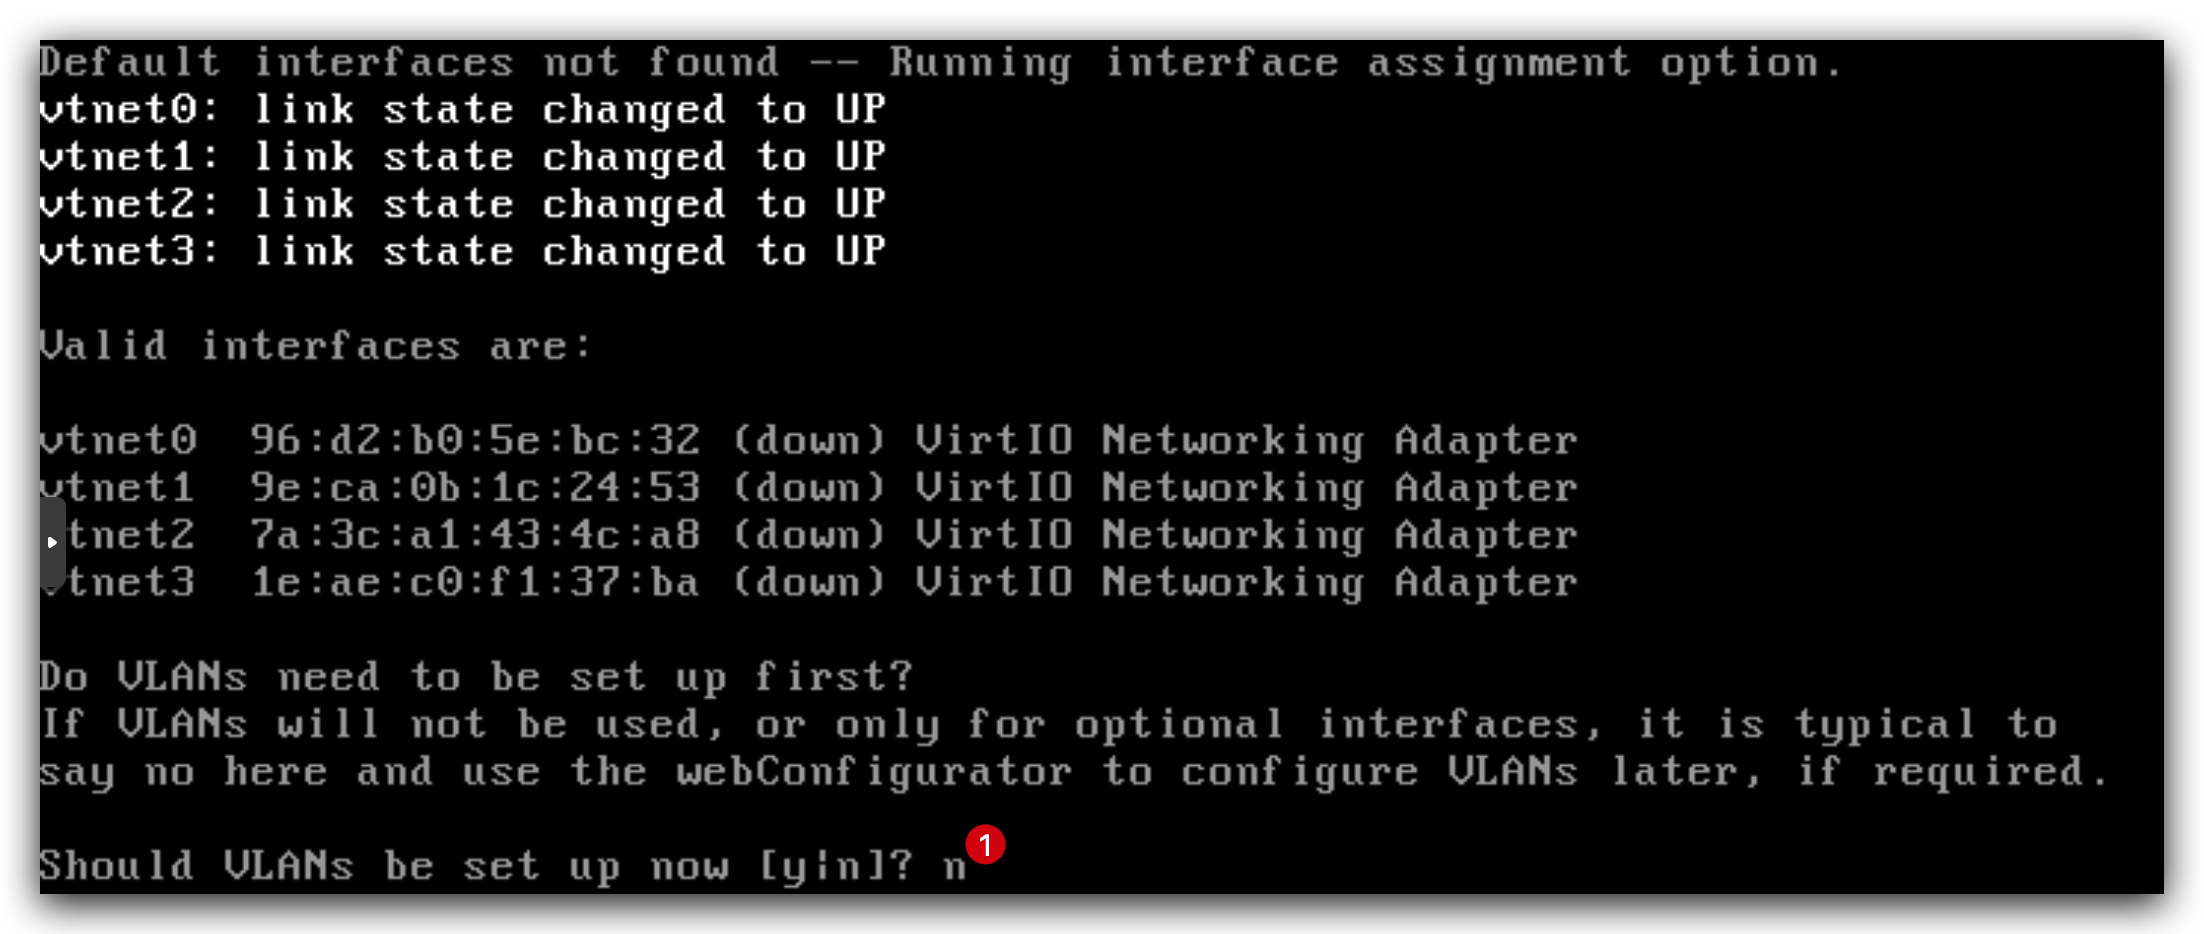 Default interfaces not found -- Running interface assignment option.
vtnet0: link state changed to UP
vtnet1: link state changed to UP
vtnet2: link state changed to UP
vtnet3: link state changed to UP
Valid interfaces are:
vtnet0 96:d2:b0:5e:bc:32 (down) VirtIO Networking Adapter
vtnet1 9e:ca:0b:1c:24:53 (down) VirtIO Networking Adapter
vtnet2 7a:3c:a1:43:4c:a8 (down) VirtIO Networking Adapter
vtnet3 1e:ae:c0:f1:37:ba (down) VirtIO Networking Adapter
Do VLANs need to be set up first?
If VLANs will not be used, or only for optional interfaces, it is typical to
say no here and use the webConfigurator to configure VLANs later, if required.
Should VLANs be set up now [y|n]? n 1